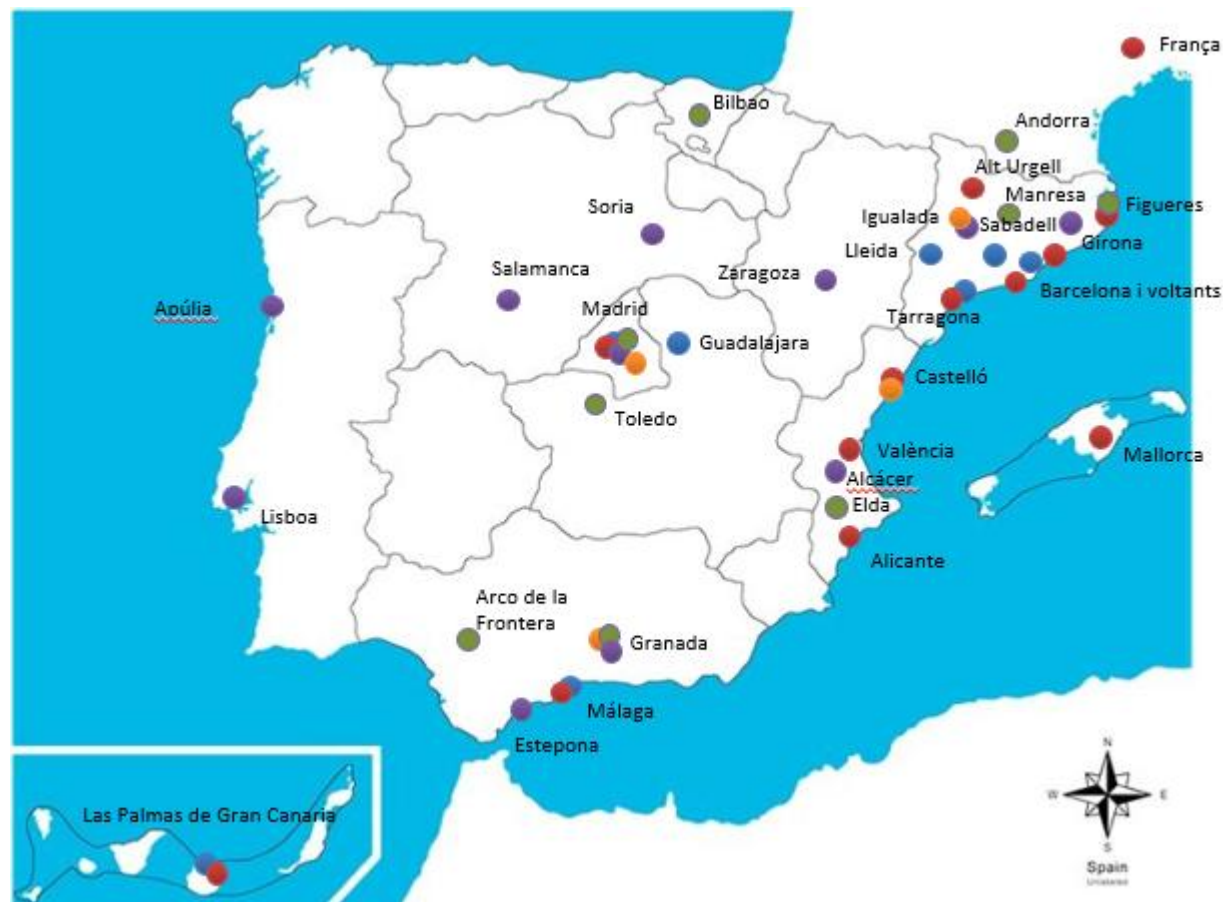 França
Bilbao
Andorra
Alt Urgell
Manresa
Figueres
Soria
Igualada
Sabadell
Lleida
Girona
Salamanca
Zaragoza
Barcelona i voltants
Apúlia
Madrid
Tarragona
Guadalajara
Castelló
Toledo
València
Mallorca
Alcácer
Elda
Lisboa
Alicante
Arco de la
Frontera
Granada
Málaga
Estepona
N
W
E
S
Las Palmas de Gran Canaria
Spain